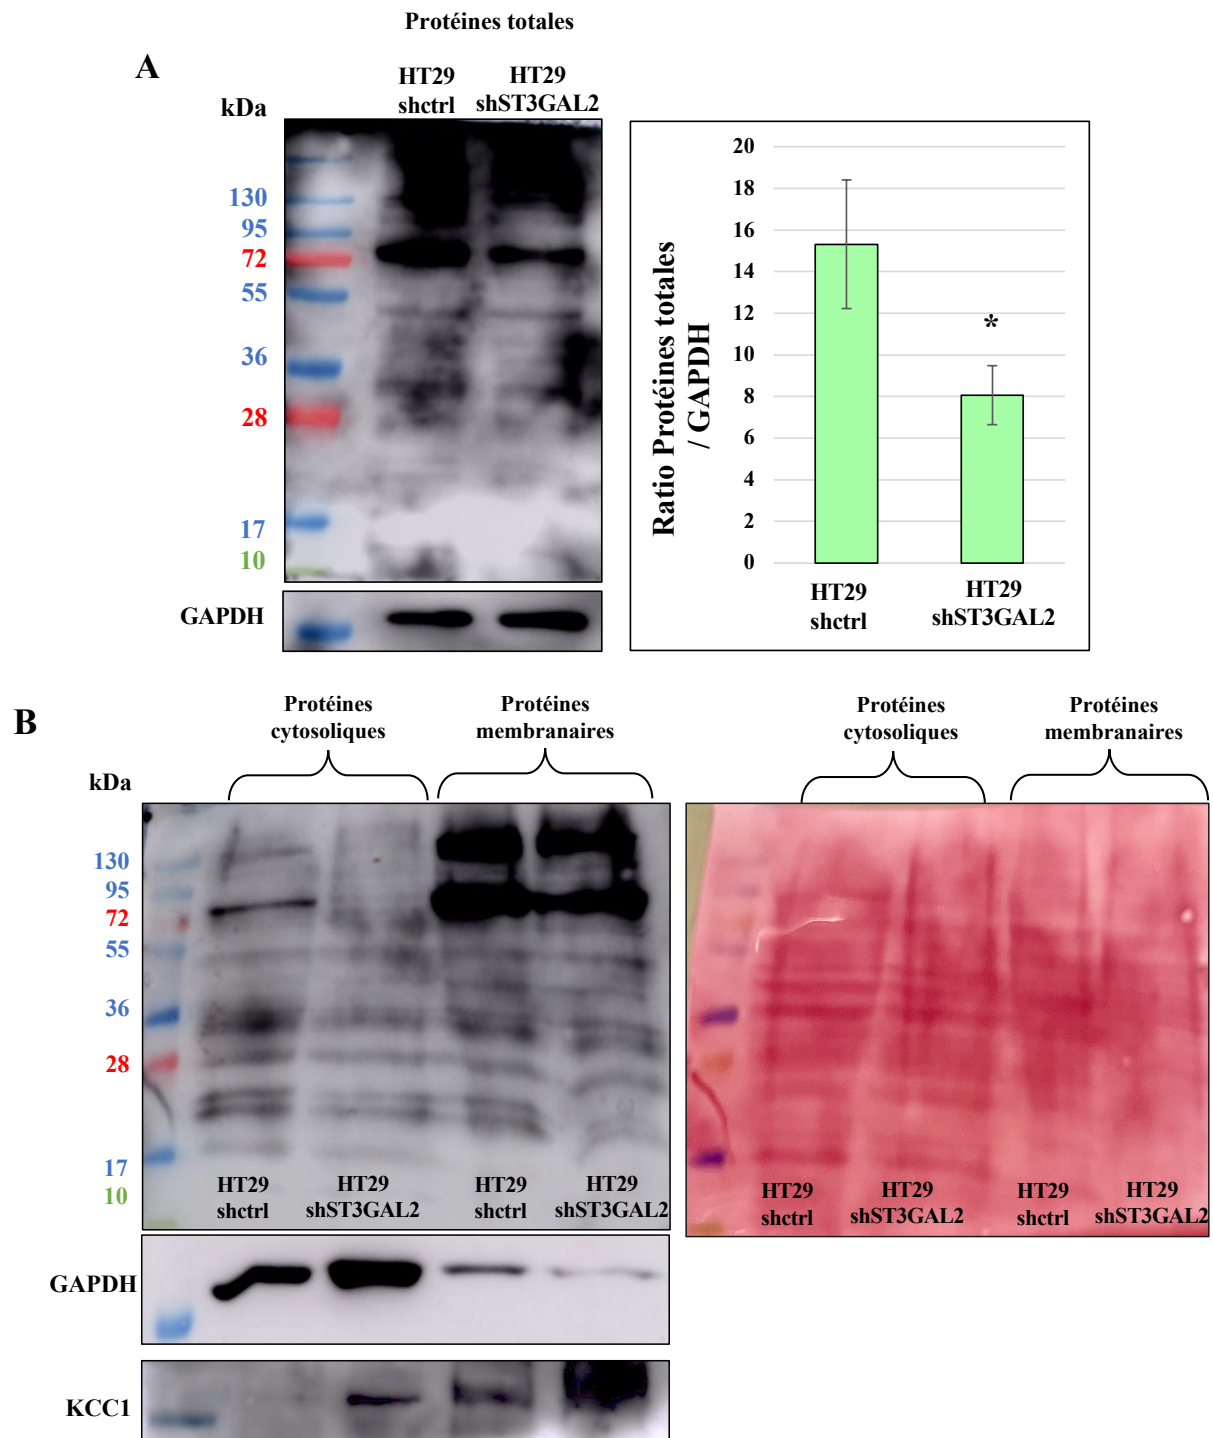 Protéines totales
A
HT29
shctrl
HT29
shST3GAL2
kDa
130
95
72
55
36
28
17
10
GAPDH
Ratio Protéines totales
/ GAPDH
20
18
16
14
12
10
8
6
4
2
0
*
HT29
shctrl
HT29
shST3GAL2
B
Protéines
cytosoliques
Protéines
membranaires
Protéines
cytosoliques
Protéines
membranaires
kDa
130
95
72
55
36
28
17
10
HT29
shctrl
HT29
shST3GAL2
HT29
shctrl
HT29
shST3GAL2
HT29
shctrl
HT29
shST3GAL2
HT29
shctrl
HT29
shST3GAL2
GAPDH
KCC1